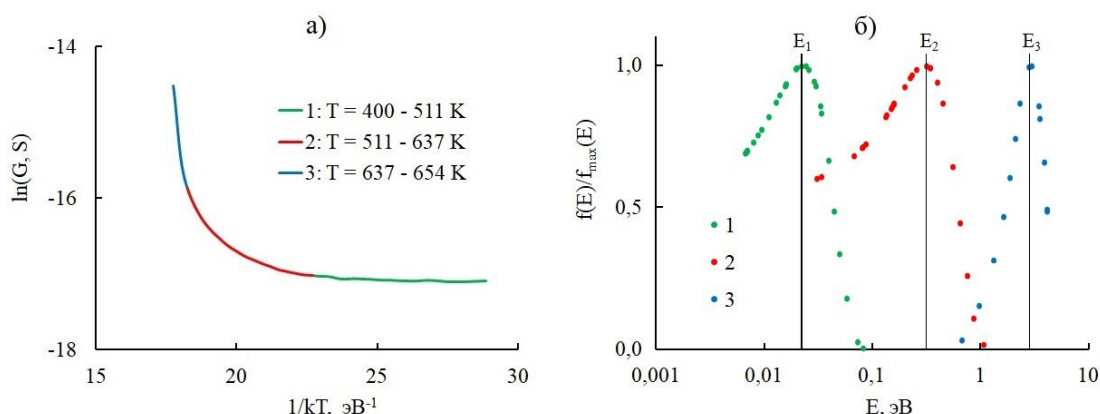 а)
-14
-16
-18
ln(G, S)
1: T = 400 - 511 K
2: T = 511 - 637 K
3: T = 637 - 654 K
15 20 25 30
1/kT, эВ⁻¹
б)
E₁ E₂ E₃
1,0
0,5
0,0
f(E)/fₘₐₓ(E)
1
2
3
0,001 0,01 0,1 1 10
E, эВ